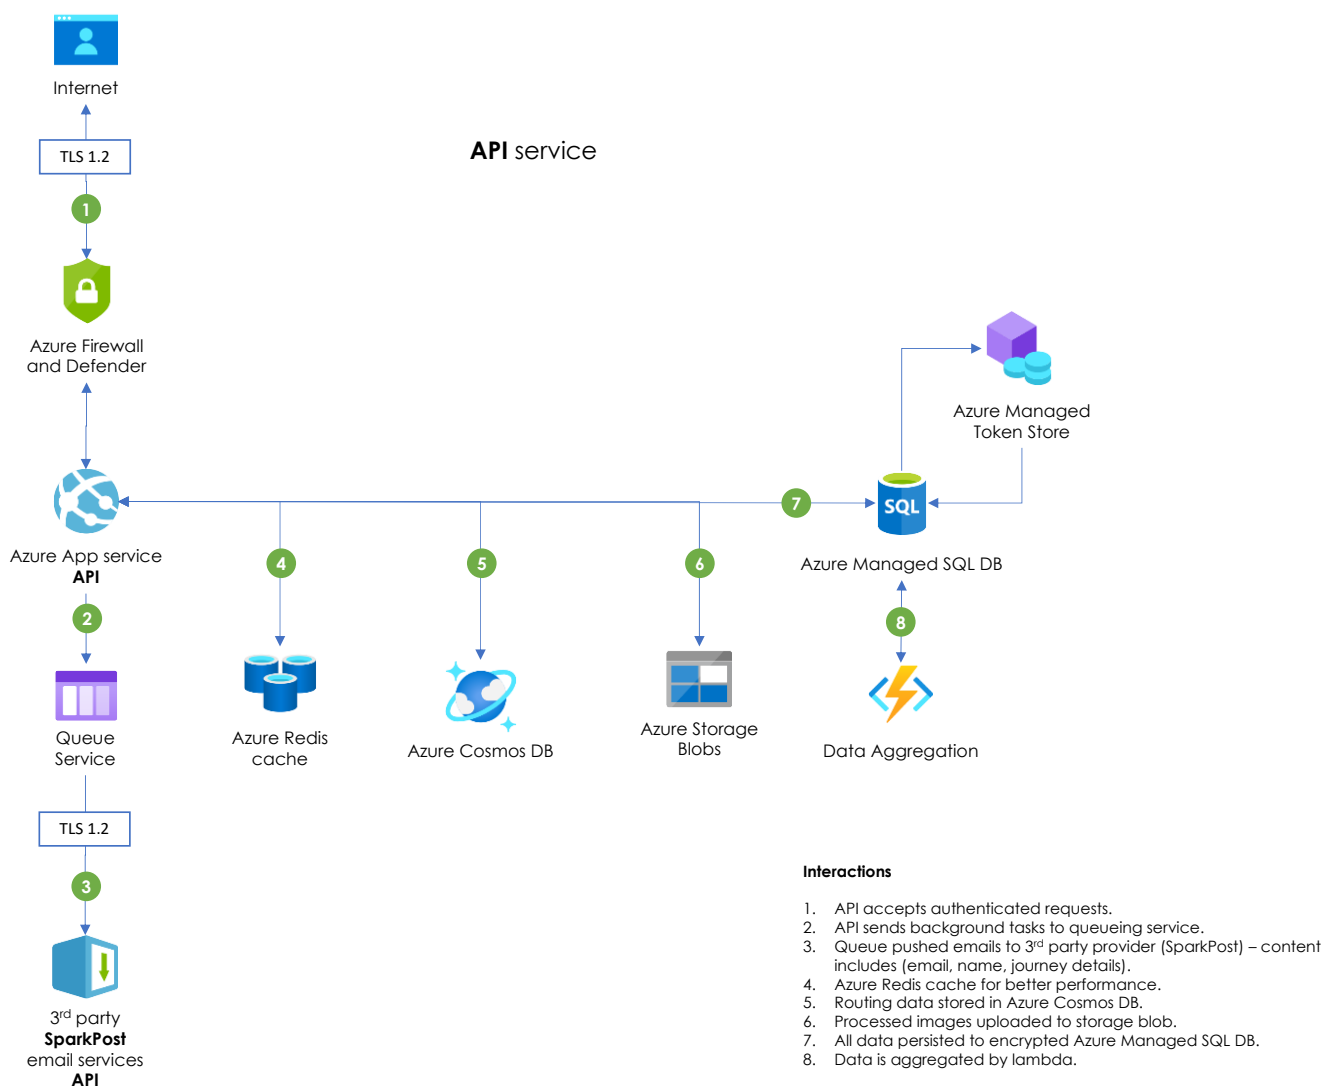 Internet
TLS 1.2
API service
1
Azure Firewall
and Defender
Azure Managed
Token Store
7
SQL
Azure App service
API
4
5
6
Azure Managed SQL DB
2
8
Queue
Service
Azure Redis
cache
Azure Cosmos DB
Azure Storage
Blobs
Data Aggregation
TLS 1.2
3
3rd party
SparkPost
email services
API
Interactions
1. API accepts authenticated requests.
2. API sends background tasks to queueing service.
3. Queue pushed emails to 3rd party provider (SparkPost) – content
includes (email, name, journey details).
4. Azure Redis cache for better performance.
5. Routing data stored in Azure Cosmos DB.
6. Processed images uploaded to storage blob.
7. All data persisted to encrypted Azure Managed SQL DB.
8. Data is aggregated by lambda.